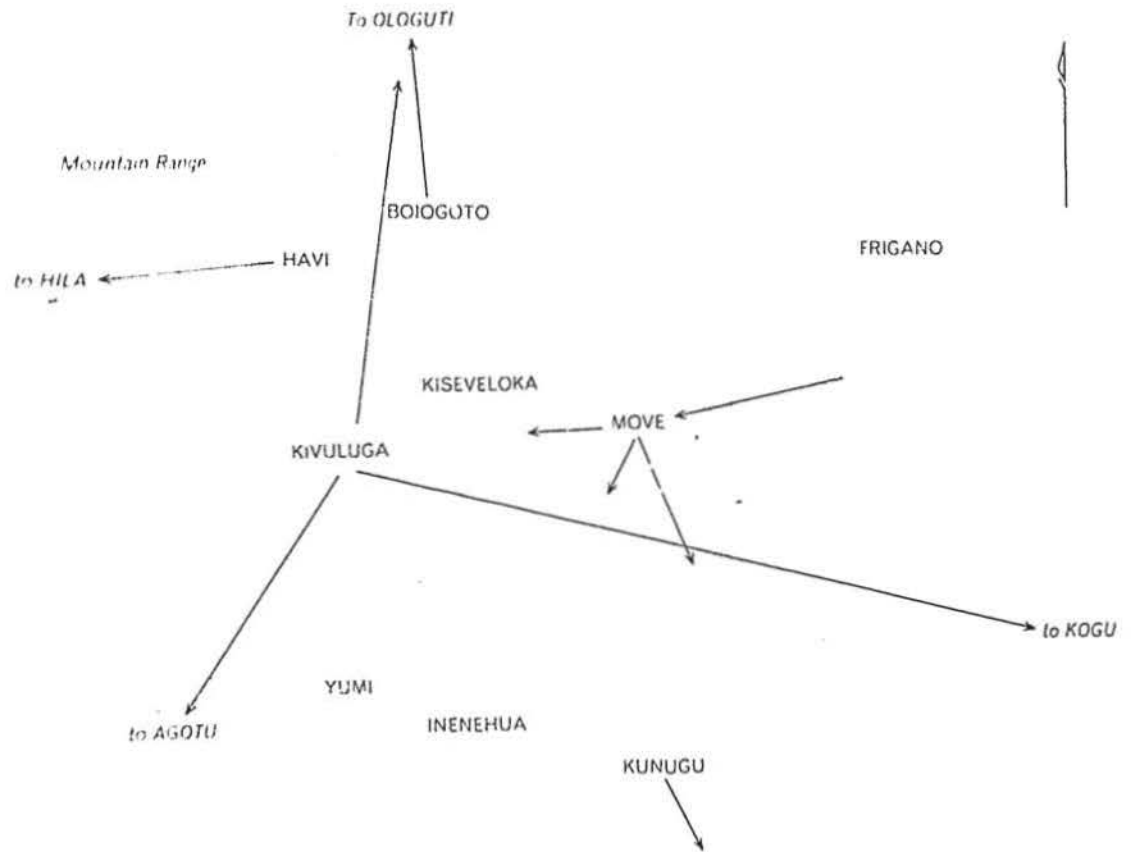 To OLOGUTI
Mountain Range
BOIOGOTO
FRIGANO
HAVI
to HILA
KISEVELOKA
MOVE
KIVULUGA
to KOGU
YUMI
to AGOTU
INENEHUA
KUNUGU